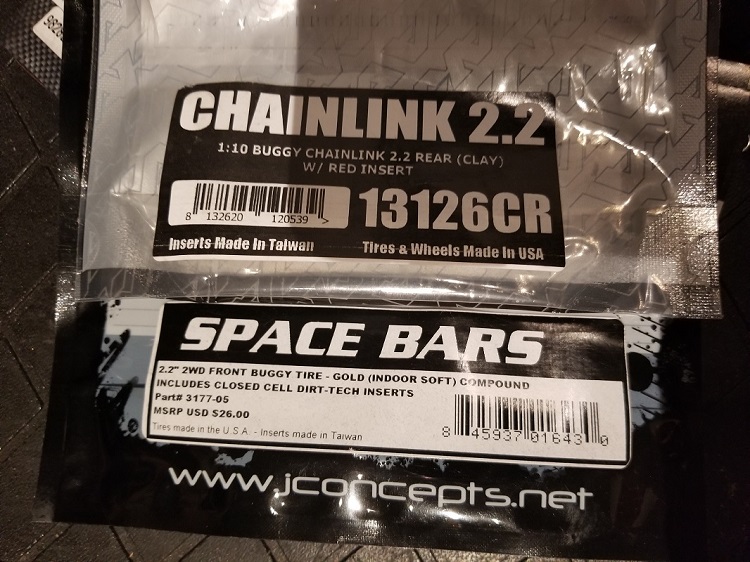 CHAINLINK 2.2
1:10 BUGGY CHAINLINK 2.2 REAR (CLAY)
W/ RED INSERT
8 132620 120539 >
13126CR
Inserts Made In Taiwan
Tires & Wheels Made In USA
SPACE BARS
2.2" 2WD FRONT BUGGY TIRE - GOLD (INDOOR SOFT) COMPOUND
INCLUDES CLOSED CELL DIRT-TECH INSERTS
Part# 3177-05
MSRP USD $26.00
8 45937 01643 0
Tires made in the U.S.A. - Inserts made in Taiwan
www.jconcepts.net